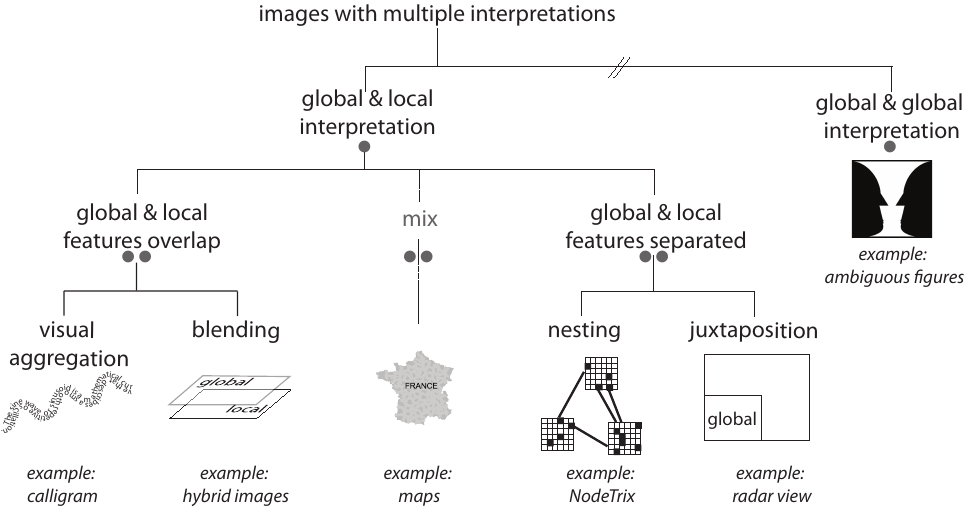 images with multiple interpretations
global & local
interpretation
global & global
interpretation
example:
ambiguous figures
global & local
features overlap
mix
global & local
features separated
visual
aggregation
blending
nesting
juxtaposition
global
local
FRANCE
global
example:
calligram
example:
hybrid images
example:
maps
example:
NodeTrix
example:
radar view